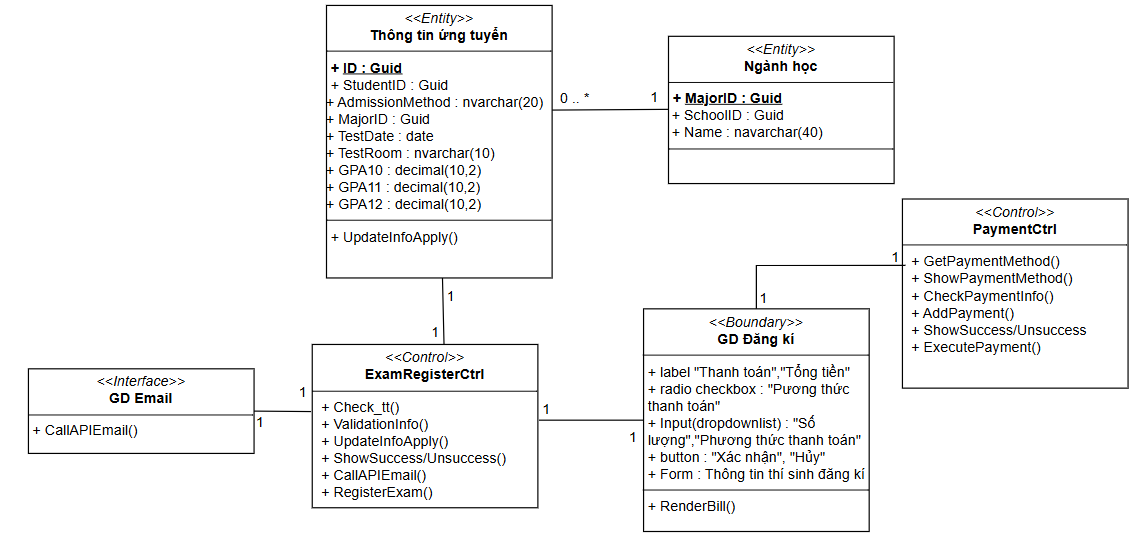 <<Entity>>
Thông tin ứng tuyển
+ ID : Guid
+ StudentID : Guid
+ AdmissionMethod : nvarchar(20)
+ MajorID : Guid
+ TestDate : date
+ TestRoom : nvarchar(10)
+ GPA10 : decimal(10,2)
+ GPA11 : decimal(10,2)
+ GPA12 : decimal(10,2)
+ UpdateInfoApply()
0 .. *
1
<<Entity>>
Ngành học
+ MajorID : Guid
+ SchoolID : Guid
+ Name : navarchar(40)
<<Control>>
PaymentCtrl
+ GetPaymentMethod()
+ ShowPaymentMethod()
+ CheckPaymentInfo()
+ AddPayment()
+ ShowSuccess/Unsuccess
+ ExecutePayment()
1
1
1
1
<<Boundary>>
GD Đăng kí
+ label "Thanh toán","Tổng tiền"
+ radio checkbox : "Pương thức
thanh toán"
+ Input(dropdownlist) : "Số
lượng","Phương thức thanh toán"
+ button : "Xác nhận", "Hủy"
+ Form : Thông tin thí sinh đăng kí
+ RenderBill()
<<Control>>
ExamRegisterCtrl
+ Check_tt()
+ ValidationInfo()
+ UpdateInfoApply()
+ ShowSuccess/Unsuccess()
+ CallAPIEmail()
+ RegisterExam()
1
1
1
1
<<Interface>>
GD Email
+ CallAPIEmail()